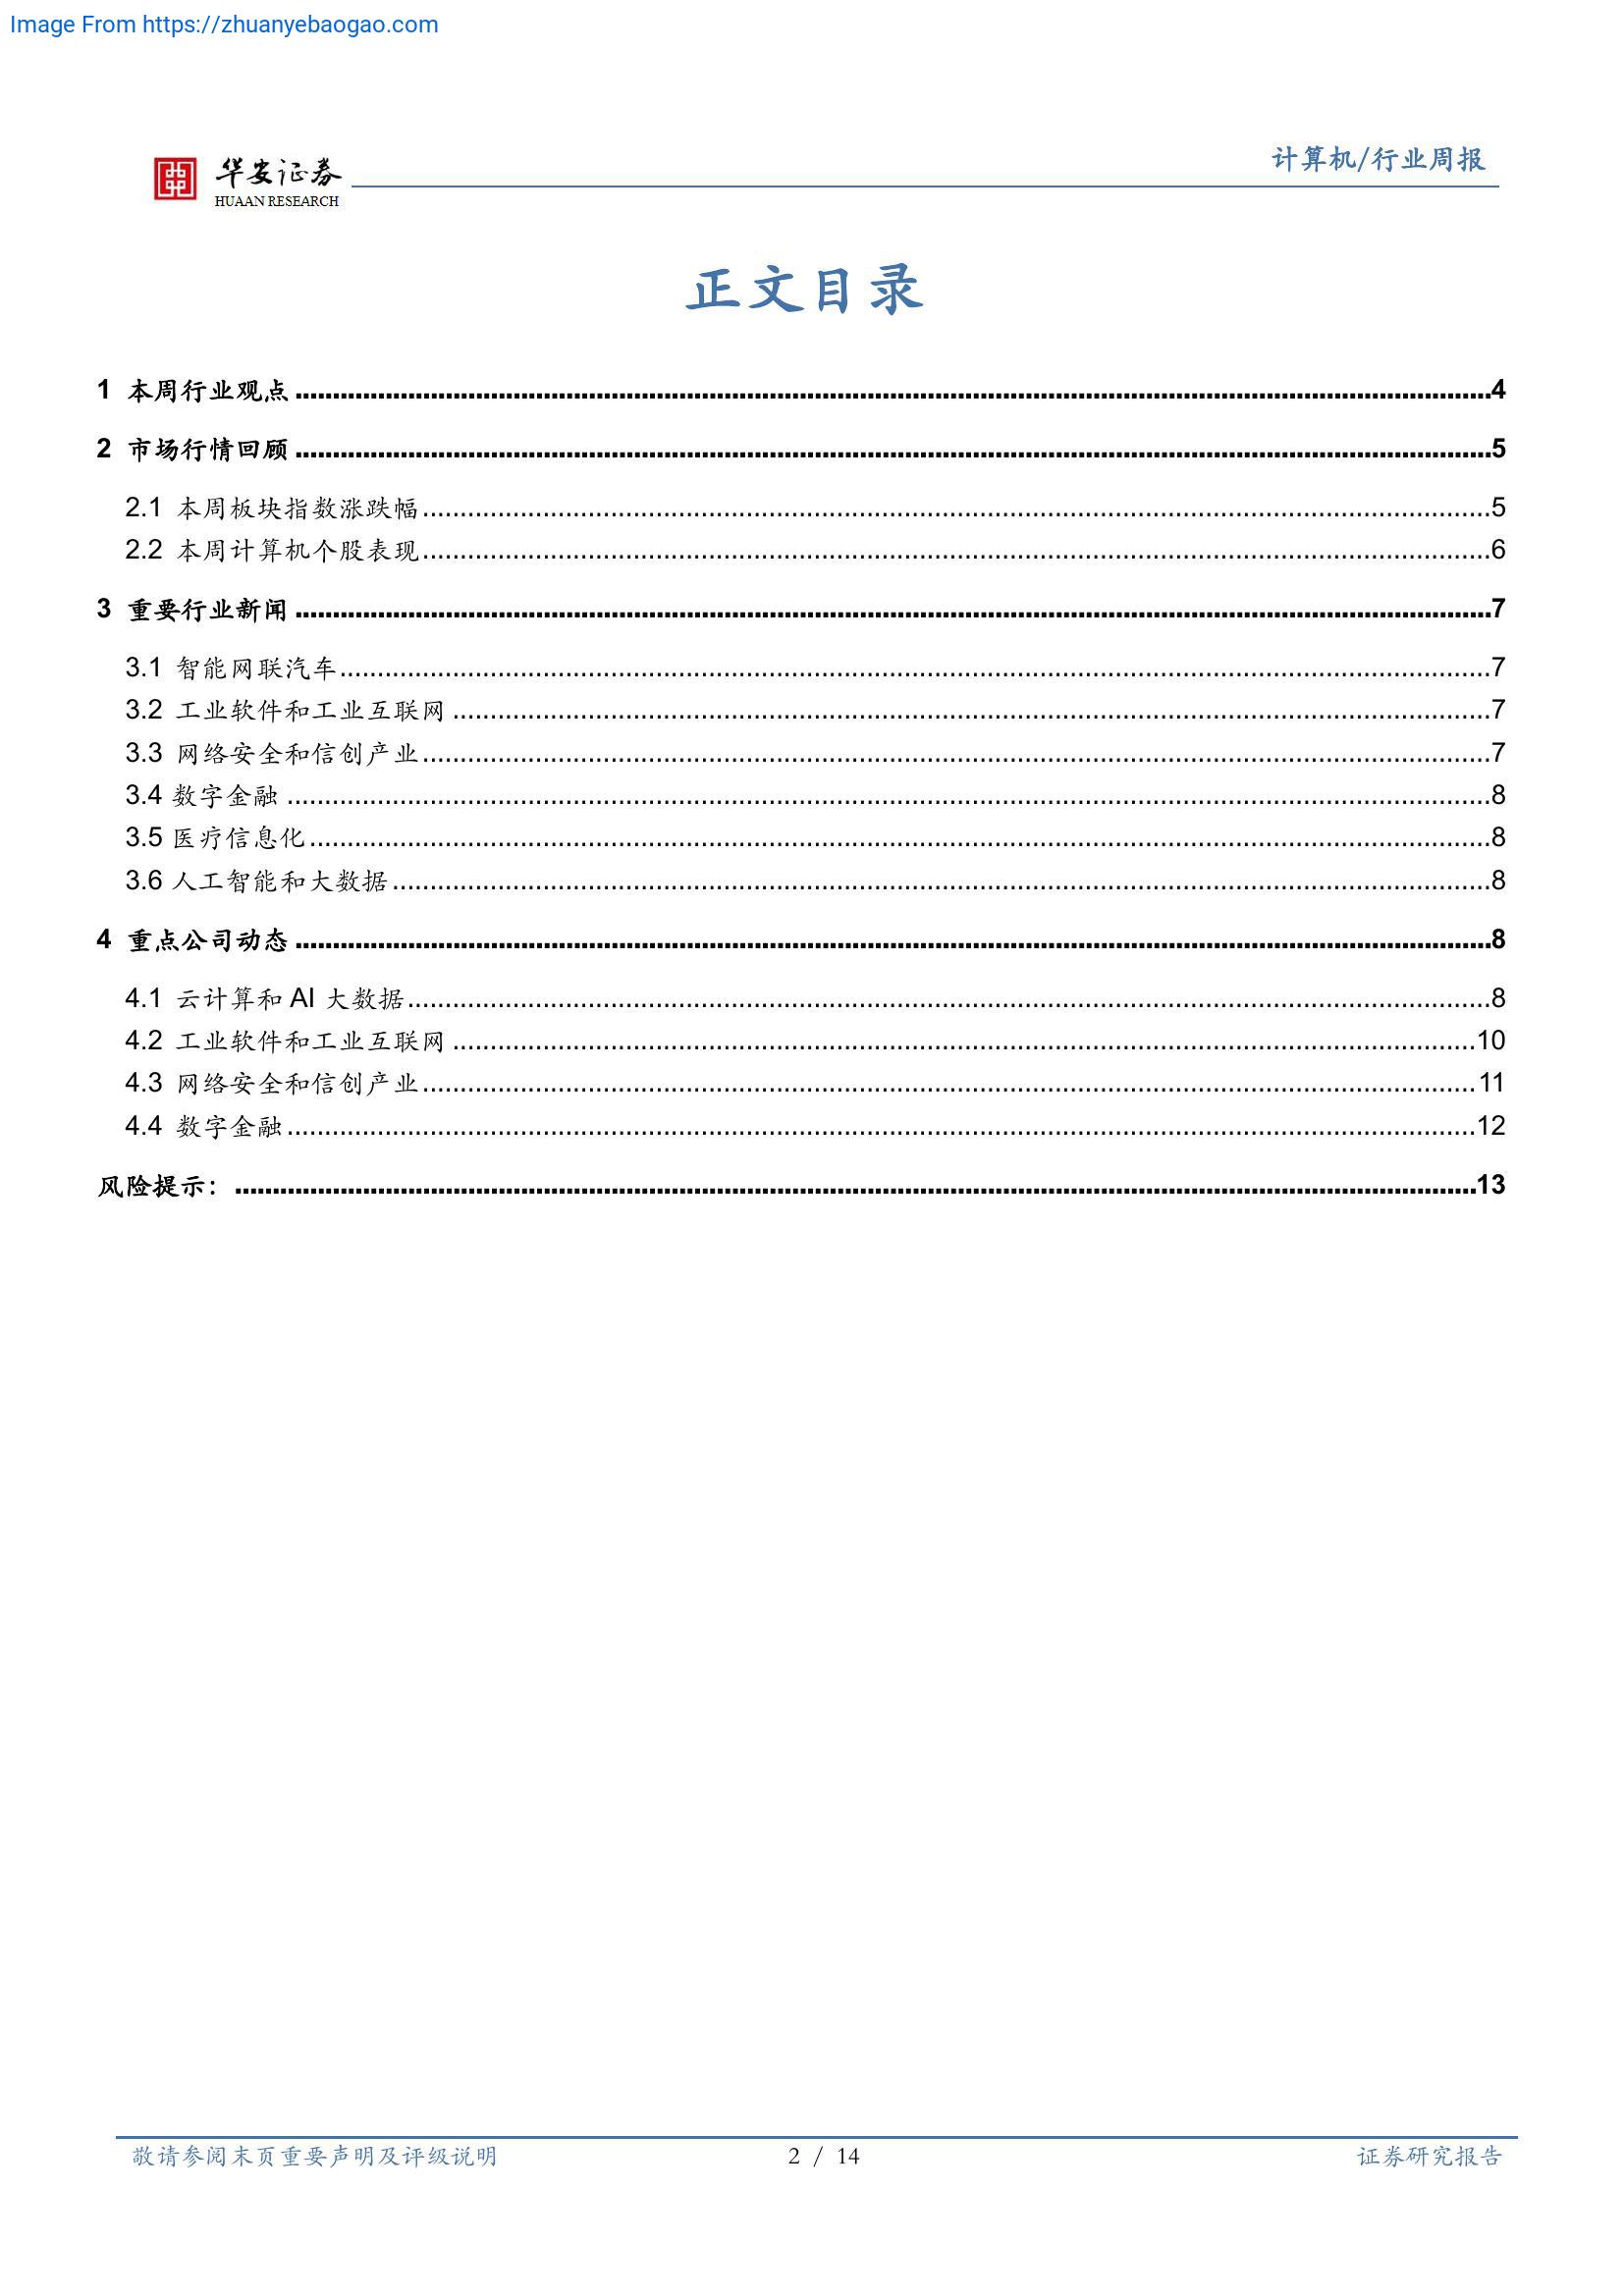 Image From https://zhuanyebaogao.com
计算机/行业周报
华安证券
HUAAN RESEARCH
正文目录
1 本周行业观点........................4
2 市场行情回顾........................5
2.1 本周板块指数涨跌幅........................5
2.2 本周计算机个股表现........................6
3 重要行业新闻........................7
3.1 智能网联汽车........................7
3.2 工业软件和工业互联网........................7
3.3 网络安全和信创产业........................7
3.4 数字金融........................8
3.5 医疗信息化........................8
3.6 人工智能和大数据........................8
4 重点公司动态........................8
4.1 云计算和 AI 大数据........................8
4.2 工业软件和工业互联网........................10
4.3 网络安全和信创产业........................11
4.4 数字金融........................12
风险提示：........................13
敬请参阅末页重要声明及评级说明 2 / 14 证券研究报告